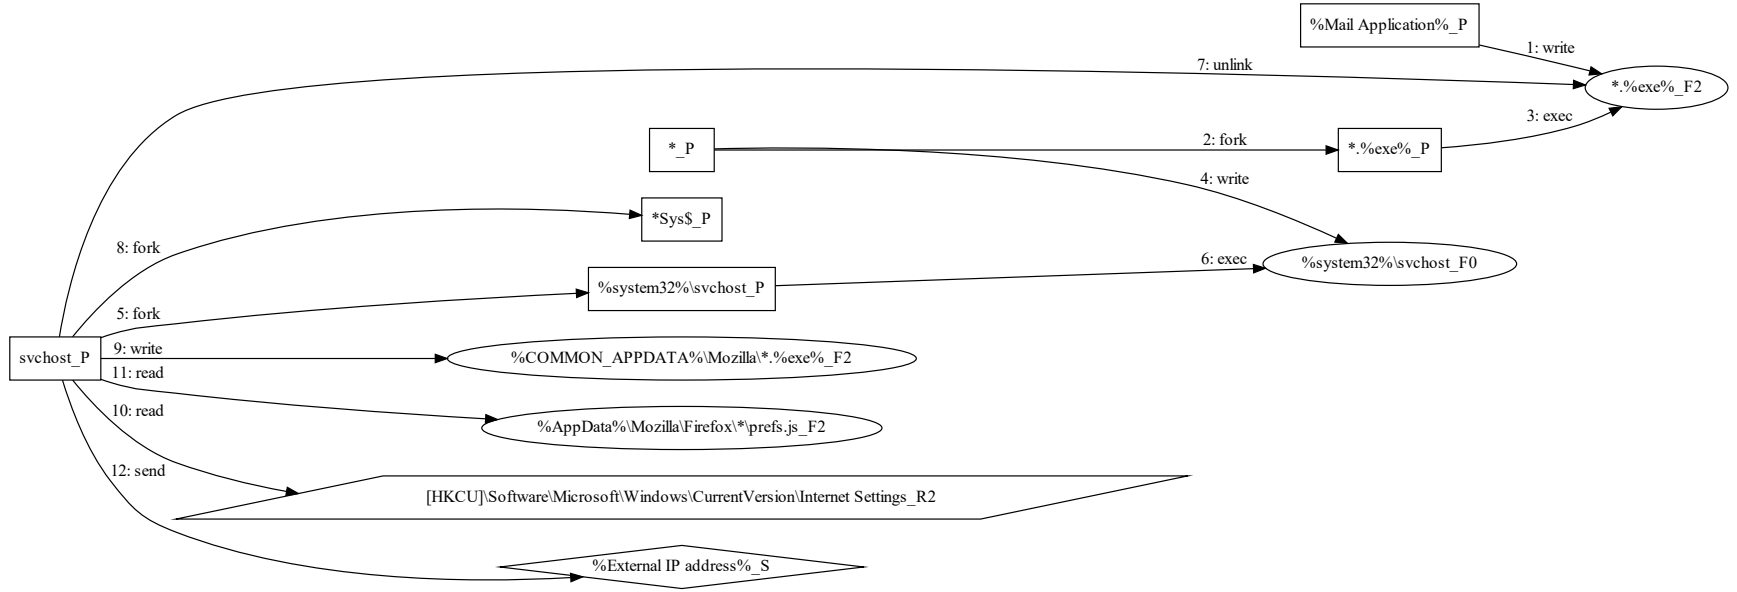 %Mail Application%_P
1: write
7: unlink
*.%exe%_F2
3: exec
2: fork
*_P
*.%exe%_P
4: write
*Sys$_P
8: fork
6: exec
%system32%\svchost_F0
%system32%\svchost_P
5: fork
9: write
svchost_P
%COMMON_APPDATA%\Mozilla\*.%exe%_F2
11: read
10: read
%AppData%\Mozilla\Firefox\*\prefs.js_F2
12: send
[HKCU]\Software\Microsoft\Windows\CurrentVersion\Internet Settings_R2
%External IP address%_S